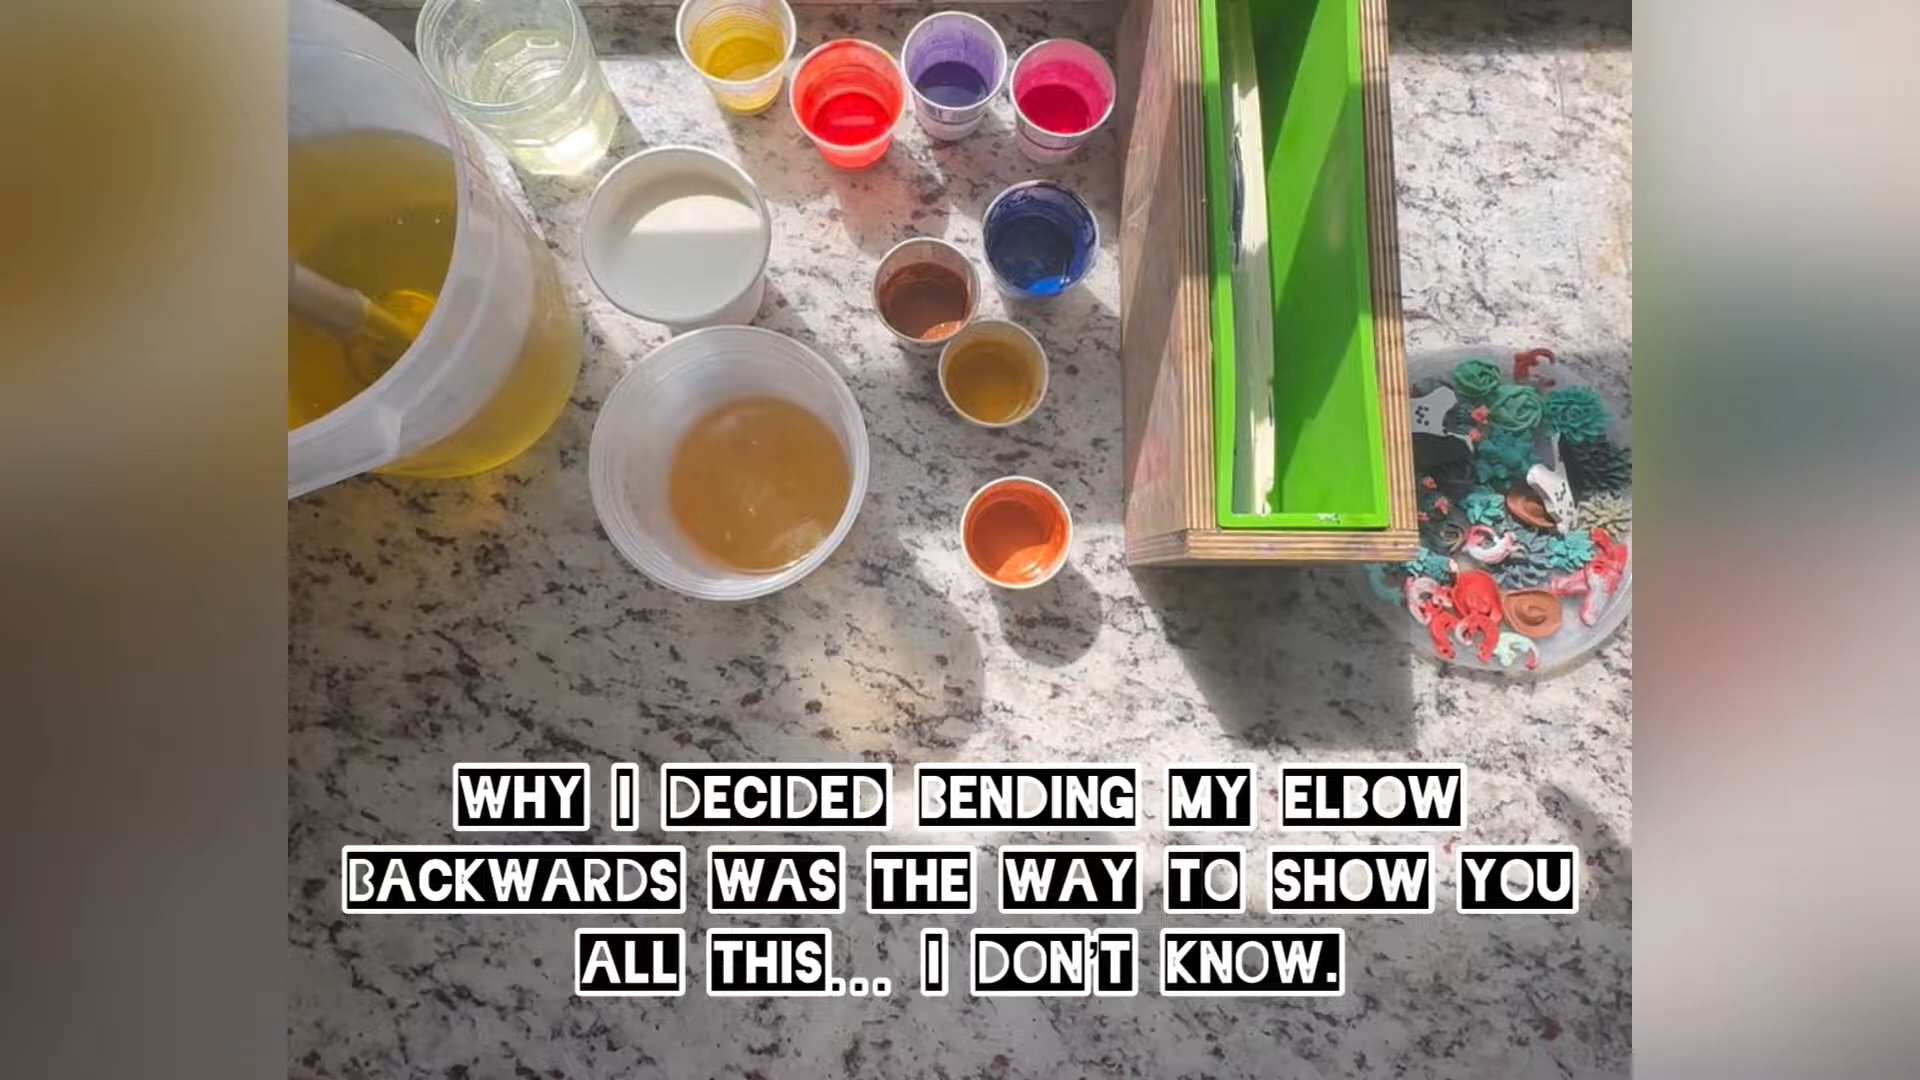 WHY I DECIDED BENDING MY ELBOW
BACKWARDS WAS THE WAY TO SHOW YOU
ALL THIS... I DON'T KNOW.